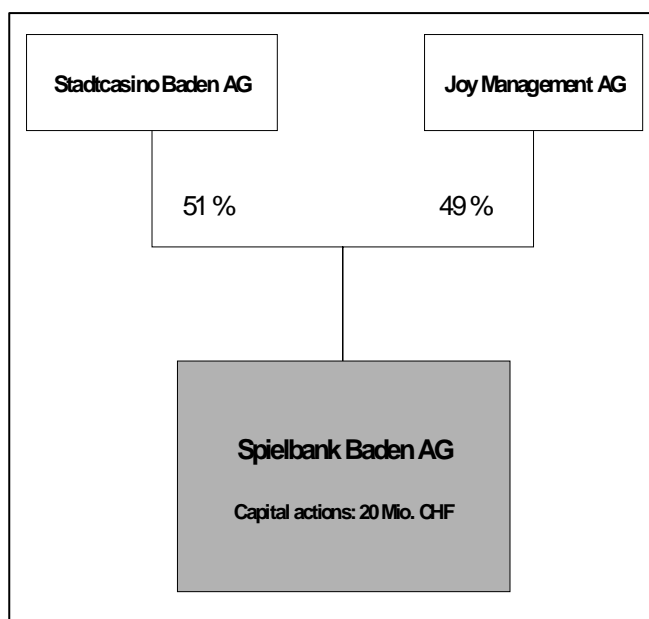 Stadtcasino Baden AG
Joy Management AG
51 %
49 %
Spielbank Baden AG
Capital actions: 20 Mio. CHF